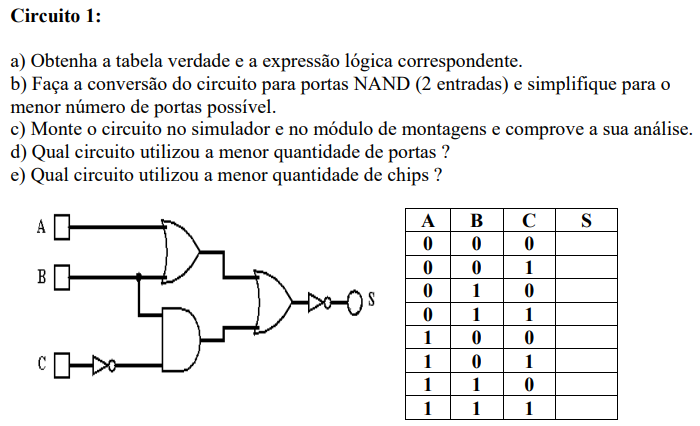 Circuito 1:
a) Obtenha a tabela verdade e a expressão lógica correspondente.
b) Faça a conversão do circuito para portas NAND (2 entradas) e simplifique para o
menor número de portas possível.
c) Monte o circuito no simulador e no módulo de montagens e comprove a sua análise.
d) Qual circuito utilizou a menor quantidade de portas ?
e) Qual circuito utilizou a menor quantidade de chips ?
A
B
C
S
A B C S
0 0 0
0 0 1
0 1 0
0 1 1
1 0 0
1 0 1
1 1 0
1 1 1